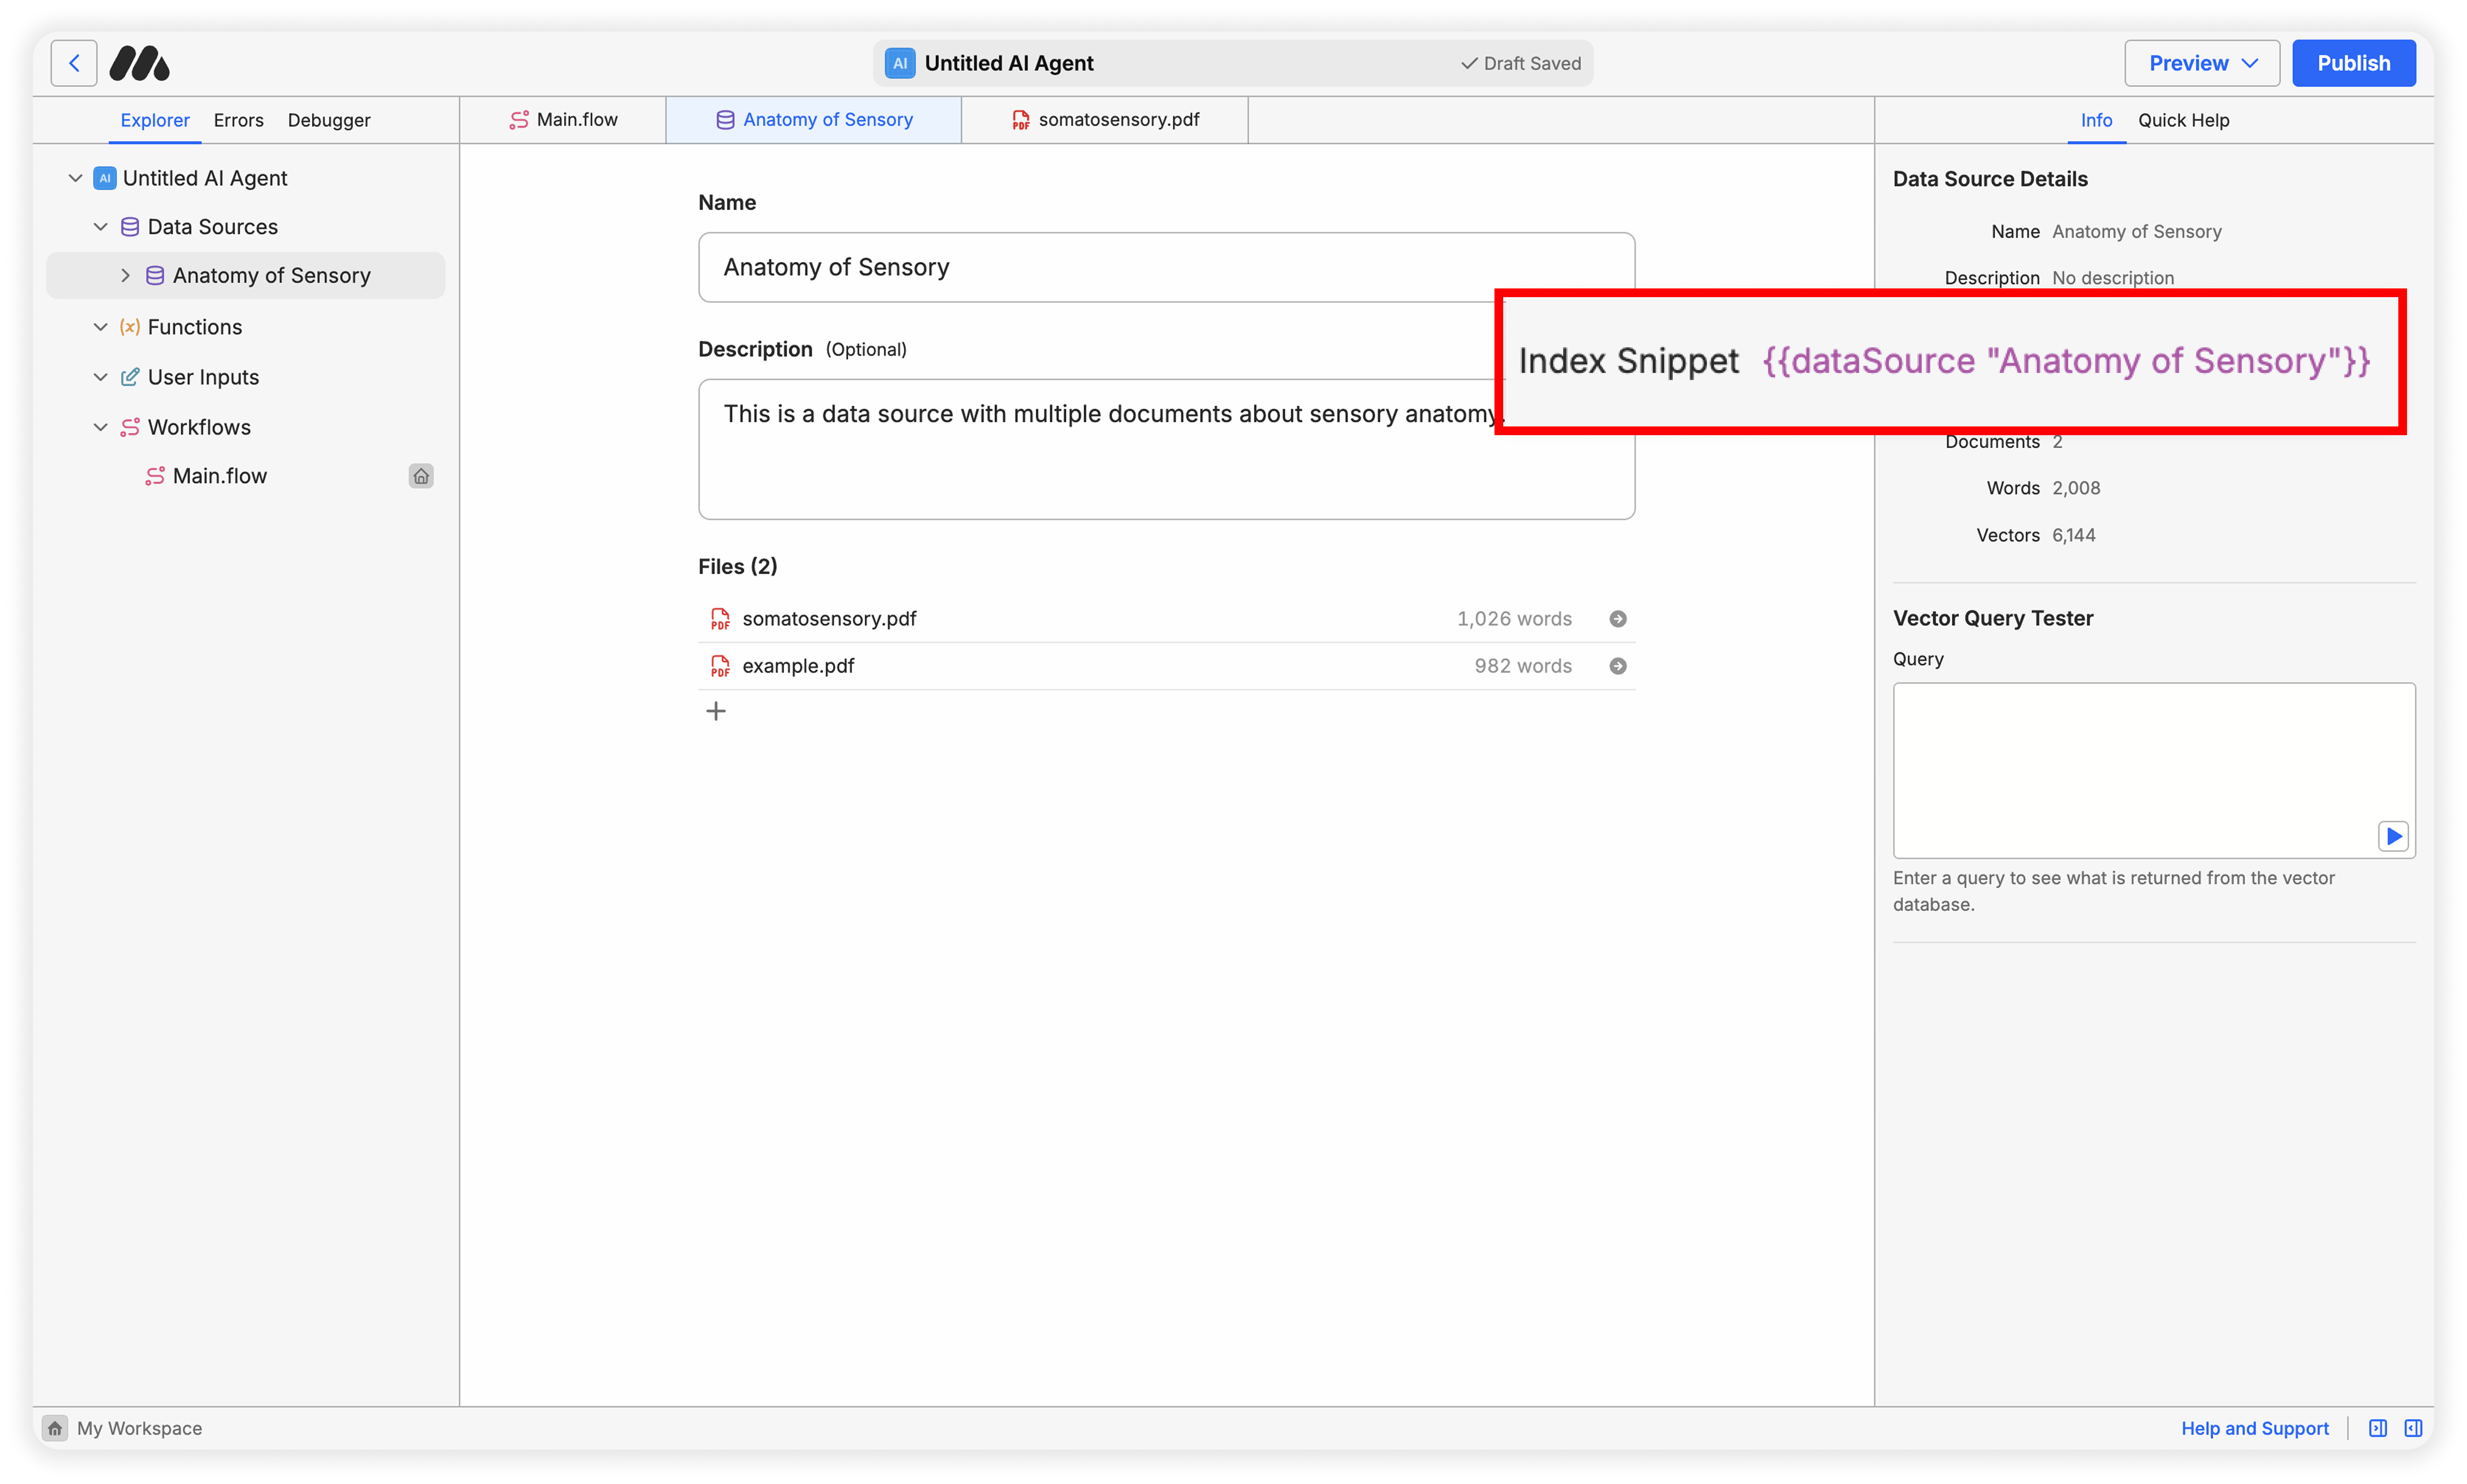 AI Untitled AI Agent
Draft Saved
Preview
Publish
Explorer Errors Debugger
Main.flow
Anatomy of Sensory
PDF somatosensory.pdf
Info Quick Help
AI Untitled AI Agent
Data Sources
Anatomy of Sensory
(x) Functions
User Inputs
Workflows
Main.flow
Name
Anatomy of Sensory
Description (Optional)
This is a data source with multiple documents about sensory anatomy.
Files (2)
PDF somatosensory.pdf 1,026 words
PDF example.pdf 982 words
Data Source Details
Name Anatomy of Sensory
Description No description
Index Snippet {{dataSource "Anatomy of Sensory"}}
Documents 2
Words 2,008
Vectors 6,144
Vector Query Tester
Query
Enter a query to see what is returned from the vector
database.
My Workspace
Help and Support